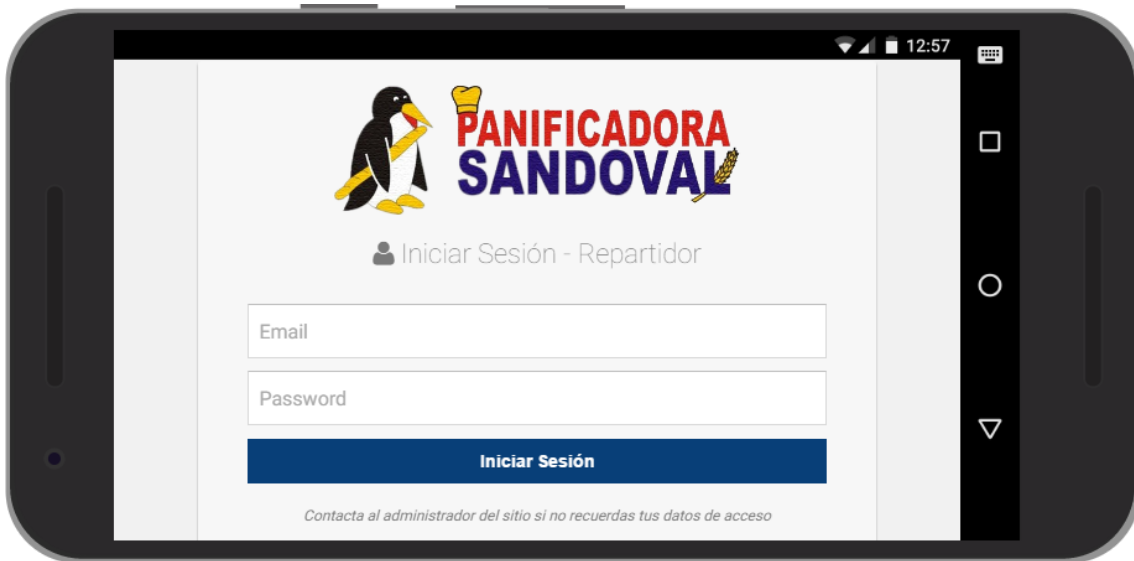 12:57
PANIFICADORA
SANDOVAL
Iniciar Sesión - Repartidor
Email
Password
Iniciar Sesión
Contacta al administrador del sitio si no recuerdas tus datos de acceso